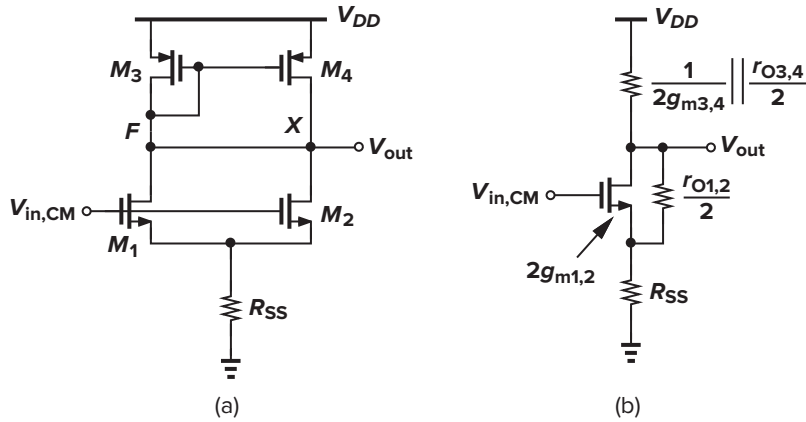 V_DD
M_3
M_4
F
X
V_out
V_in,CM
M_1
M_2
R_SS
(a)
V_DD
1/2g_m3,4 || r_O3,4/2
V_out
V_in,CM
r_O1,2/2
2g_m1,2
R_SS
(b)